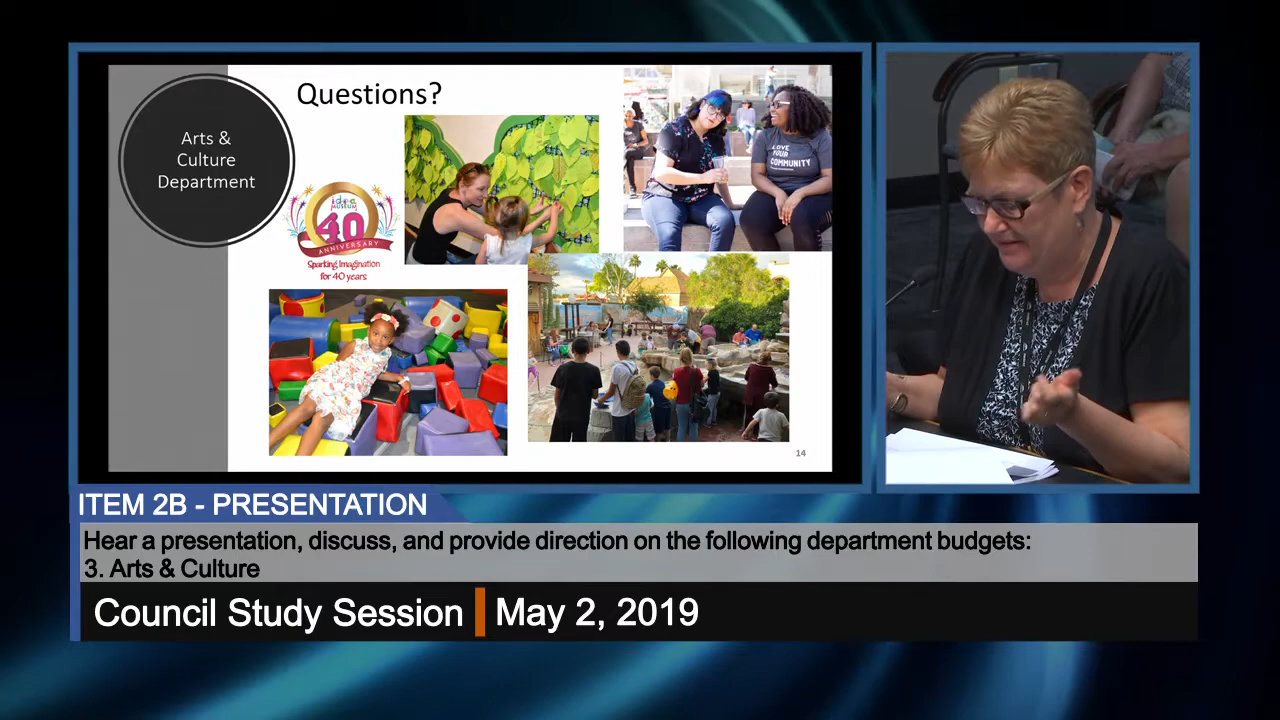 Arts &
Culture
Department
Questions?
idea
MUSEUM
40
ANNIVERSARY
Sparking Imagination
for 40 years
LOVE
YOUR
COMMUNITY
14
ITEM 2B - PRESENTATION
Hear a presentation, discuss, and provide direction on the following department budgets:
3. Arts & Culture
Council Study Session
May 2, 2019